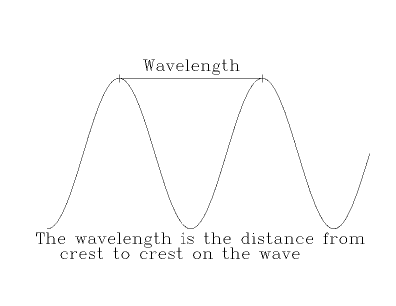 Wavelength
The wavelength is the distance from
crest to crest on the wave